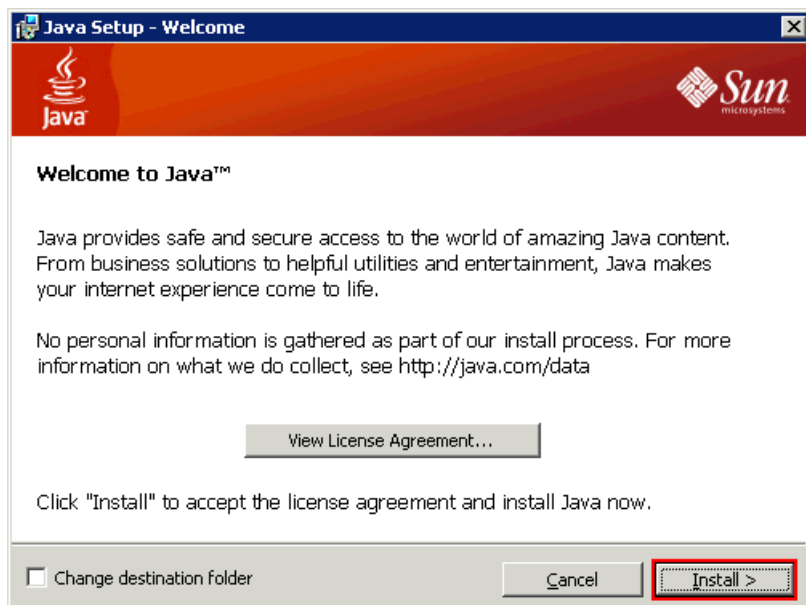 Java Setup - Welcome
Java
Sun
microsystems
Welcome to Java™
Java provides safe and secure access to the world of amazing Java content.
From business solutions to helpful utilities and entertainment, Java makes
your internet experience come to life.
No personal information is gathered as part of our install process. For more
information on what we do collect, see http://java.com/data
View License Agreement...
Click "Install" to accept the license agreement and install Java now.
Change destination folder
Cancel
Install >